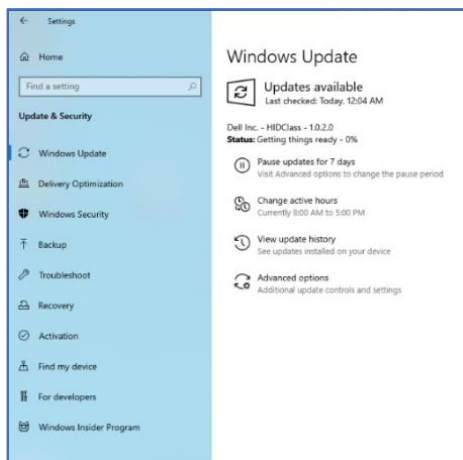 Settings
Home
Find a setting
Update & Security
Windows Update
Delivery Optimization
Windows Security
Backup
Troubleshoot
Recovery
Activation
Find my device
For developers
Windows Insider Program
Windows Update
Updates available
Last checked: Today, 12:04 AM
Dell Inc. - HIDClass - 1.0.2.0
Status: Getting things ready - 0%
Pause updates for 7 days
Visit Advanced options to change the pause period
Change active hours
Currently 8:00 AM to 5:00 PM
View update history
See updates installed on your device
Advanced options
Additional update controls and settings